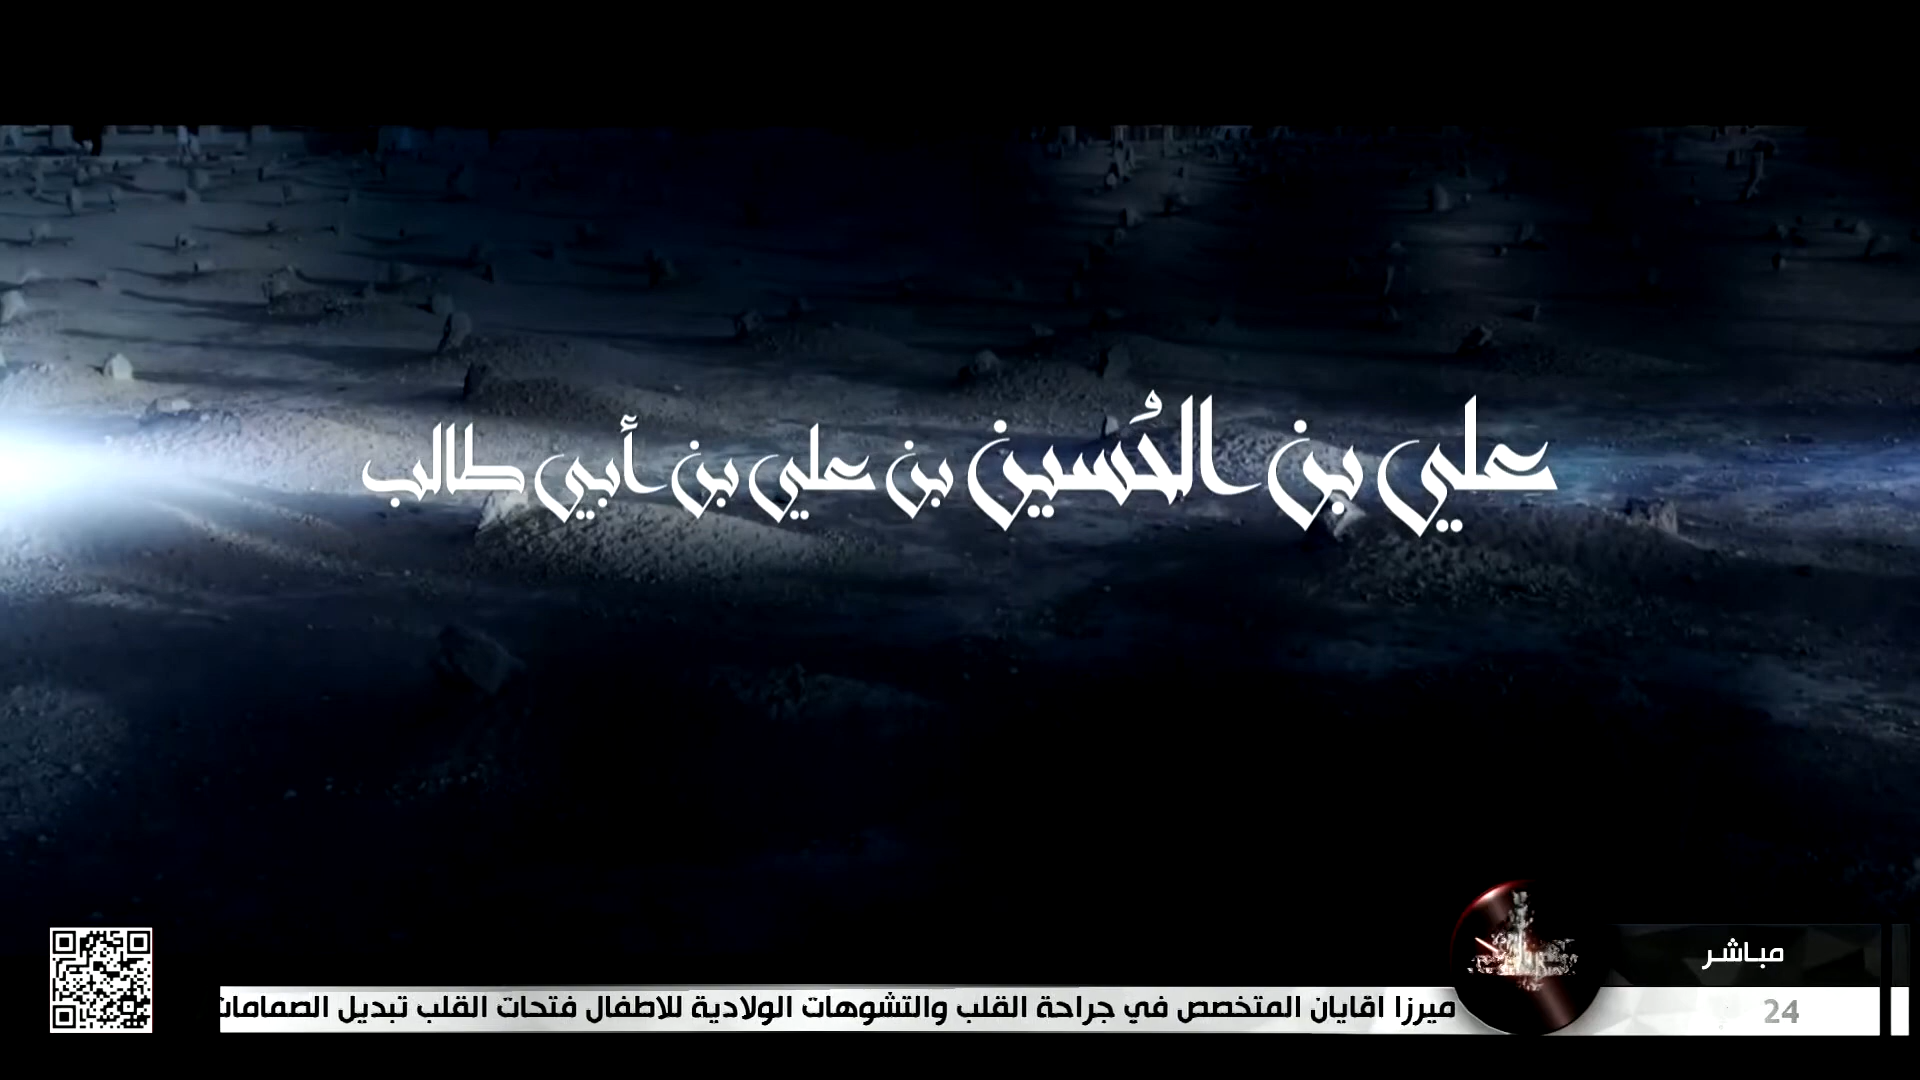 علي بن الحُسين بن علي بن أبي طالب
مباشر
ميرزا اقايان المتخصص في جراحة القلب والتشوهات الولادية للاطفال فتحات القلب تبديل الصمامات
24